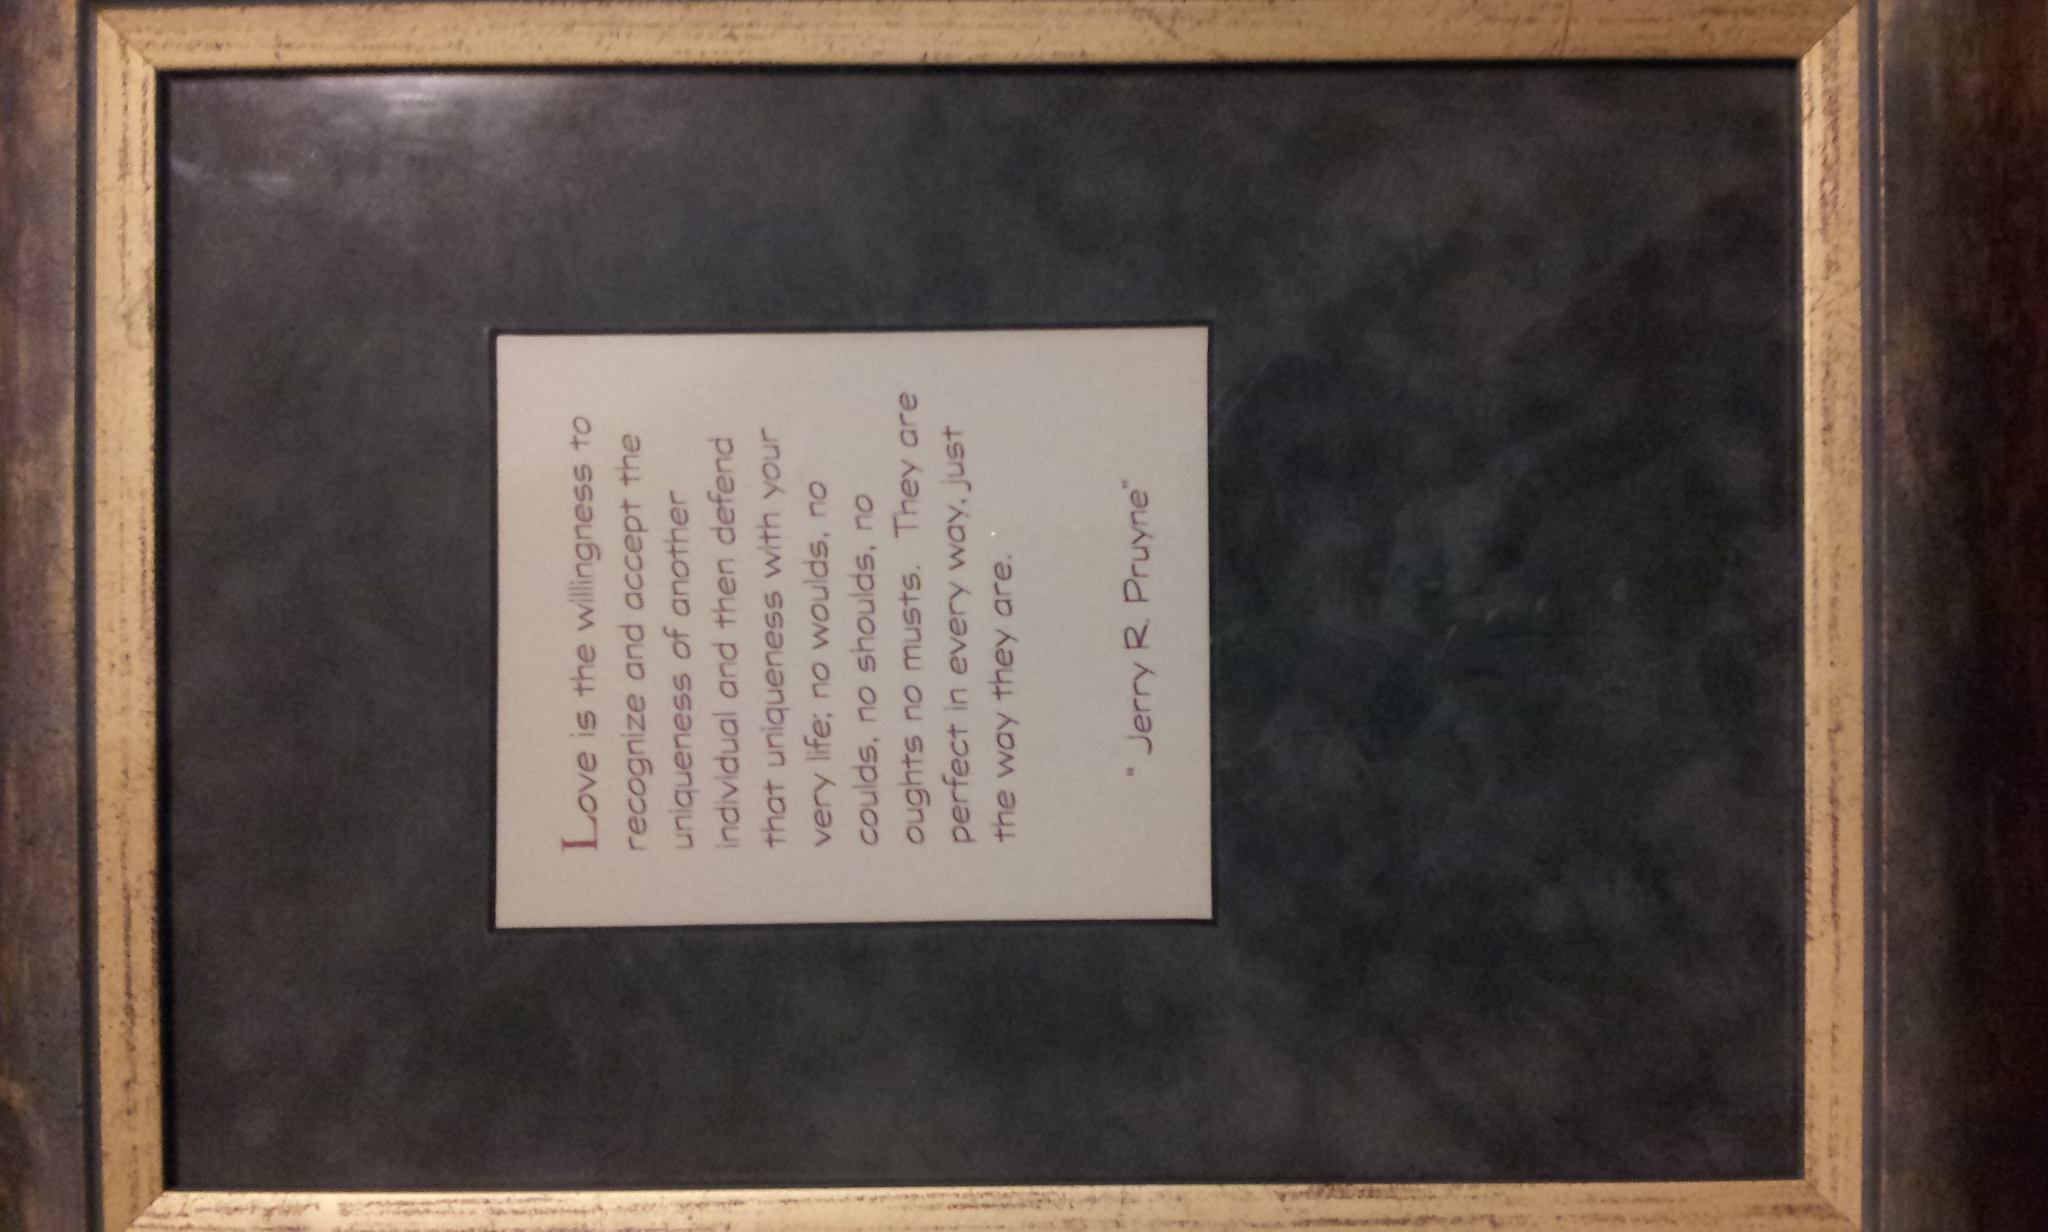 Love is the willingness to
recognize and accept the
uniqueness of another
individual and then defend
that uniqueness with your
very life; no woulds, no
coulds, no shoulds, no
oughts no musts. They are
perfect in every way, just
the way they are.
" Jerry R. Pruyne"